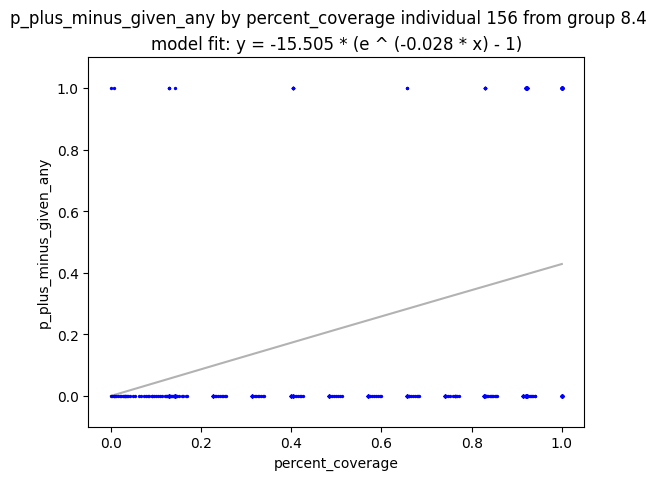 p_plus_minus_given_any by percent_coverage individual 156 from group 8.4
model fit: y = -15.505 * (e ^ (-0.028 * x) - 1)
1.0
0.8
0.6
0.4
0.2
0.0
p_plus_minus_given_any
0.0 0.2 0.4 0.6 0.8 1.0
percent_coverage